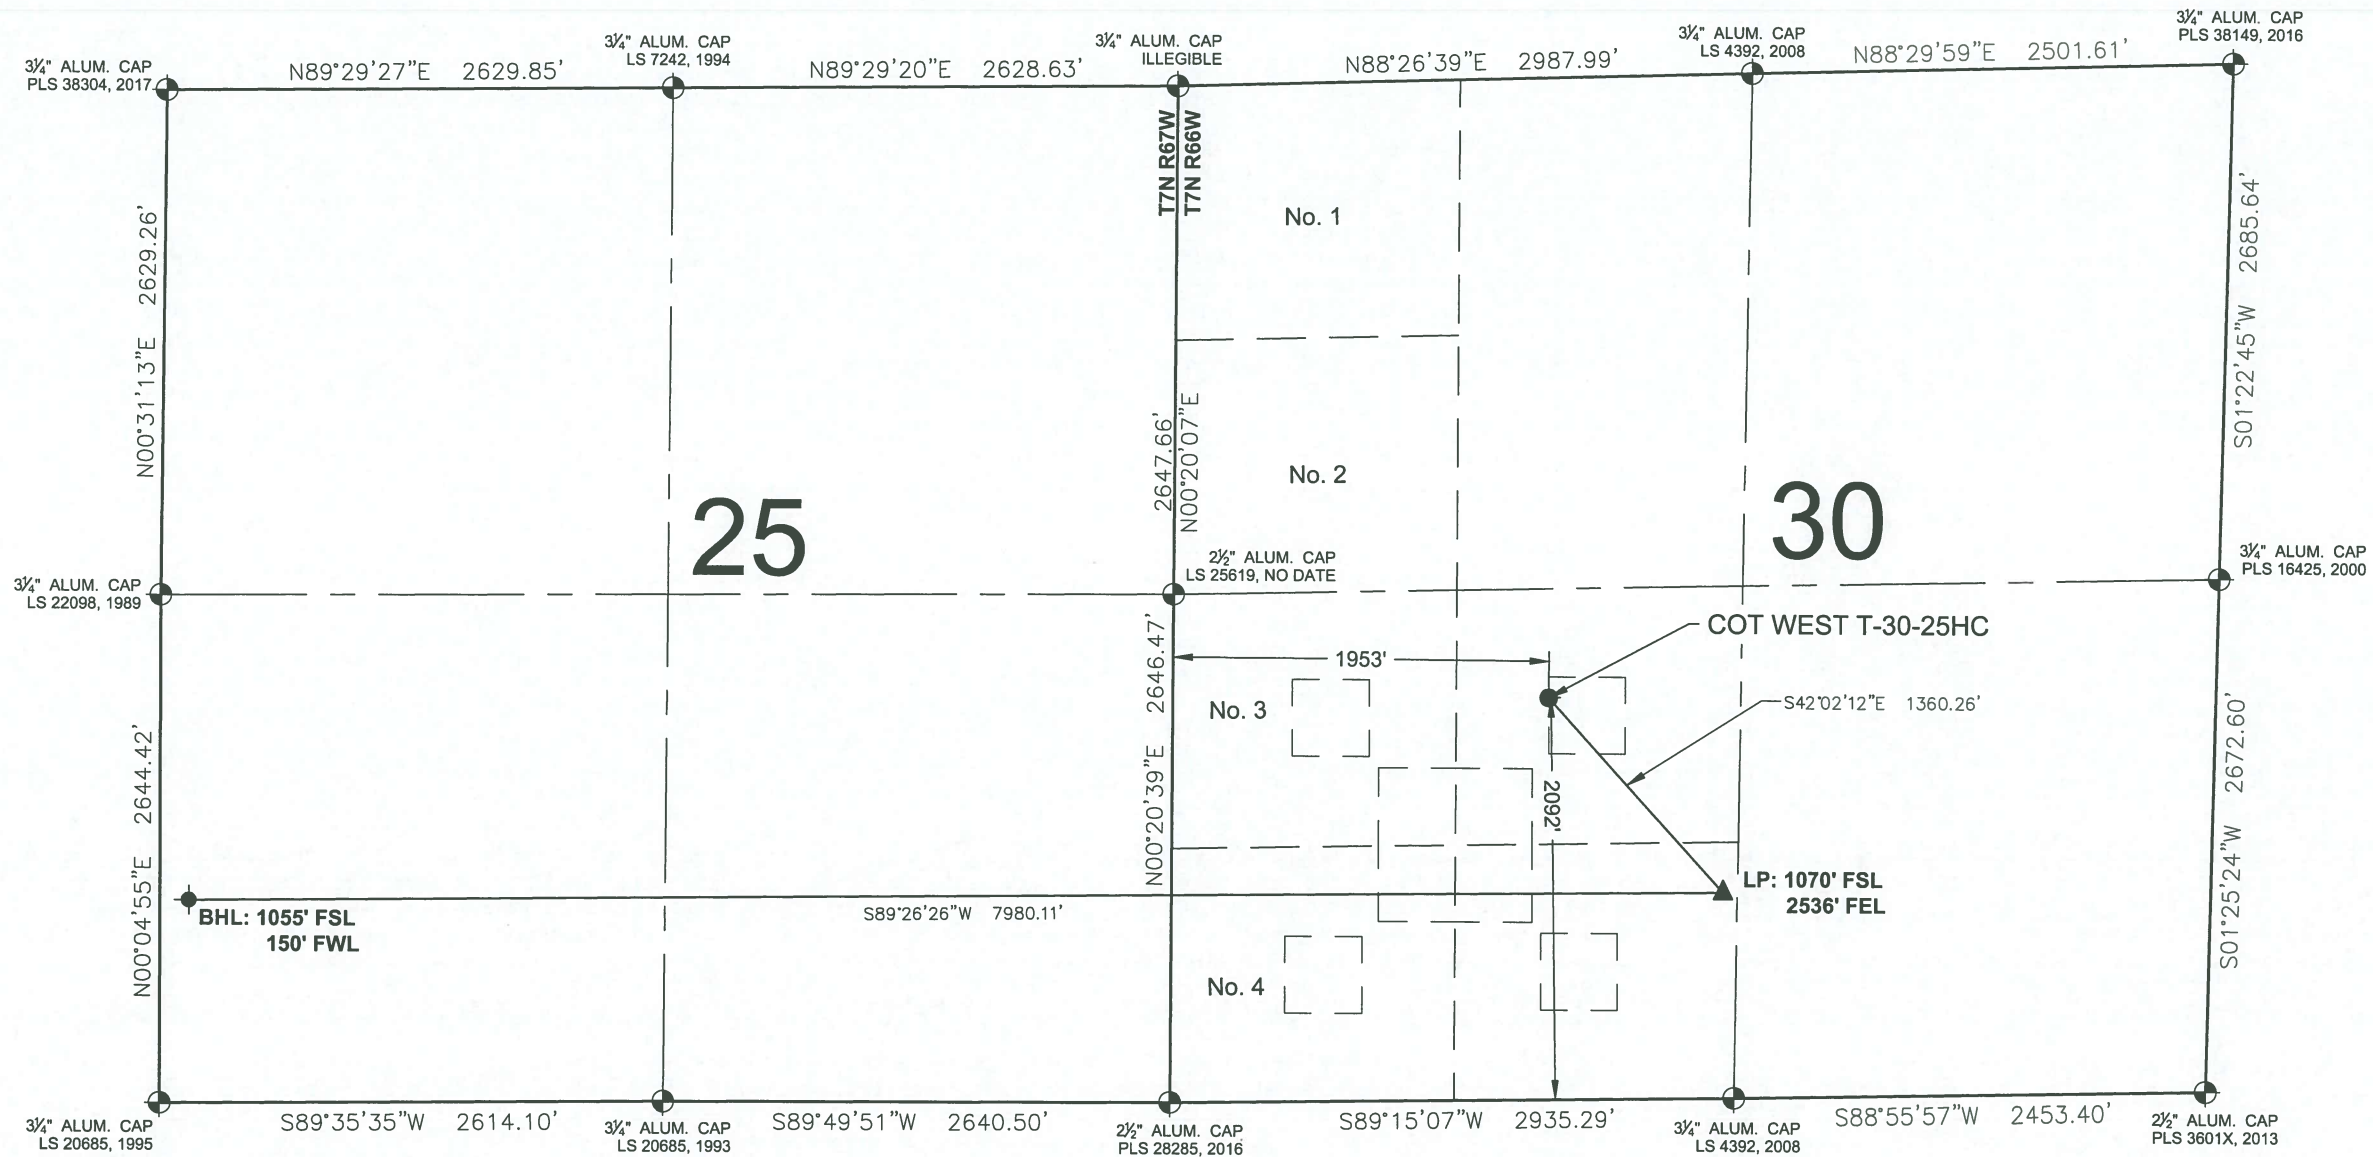 3¼" ALUM. CAP
PLS 38304, 2017
N89°29'27"E 2629.85'
3¼" ALUM. CAP
LS 7242, 1994
N89°29'20"E 2628.63'
3¼" ALUM. CAP
ILLEGIBLE
N88°26'39"E 2987.99'
3¼" ALUM. CAP
LS 4392, 2008
N88°29'59"E 2501.61'
3¼" ALUM. CAP
PLS 38149, 2016
T7N R67W
T7N R66W
N00°31'13"E 2629.26'
No. 1
S01°22'45"W 2685.64'
2647.66'
N00°20'07"E
No. 2
25
30
3¼" ALUM. CAP
LS 22098, 1989
2½" ALUM. CAP
LS 25619, NO DATE
3¼" ALUM. CAP
PLS 16425, 2000
COT WEST T-30-25HC
1953'
No. 3
S42°02'12"E 1360.26'
N00°20'39"E 2646.47'
2092'
N00°04'55"E 2644.42'
S01°25'24"W 2672.60'
LP: 1070' FSL
2536' FEL
BHL: 1055' FSL
150' FWL
S89°26'26"W 7980.11'
No. 4
3¼" ALUM. CAP
LS 20685, 1995
S89°35'35"W 2614.10'
3¼" ALUM. CAP
LS 20685, 1993
S89°49'51"W 2640.50'
2½" ALUM. CAP
PLS 28285, 2016
S89°15'07"W 2935.29'
3¼" ALUM. CAP
LS 4392, 2008
S88°55'57"W 2453.40'
2½" ALUM. CAP
PLS 3601X, 2013